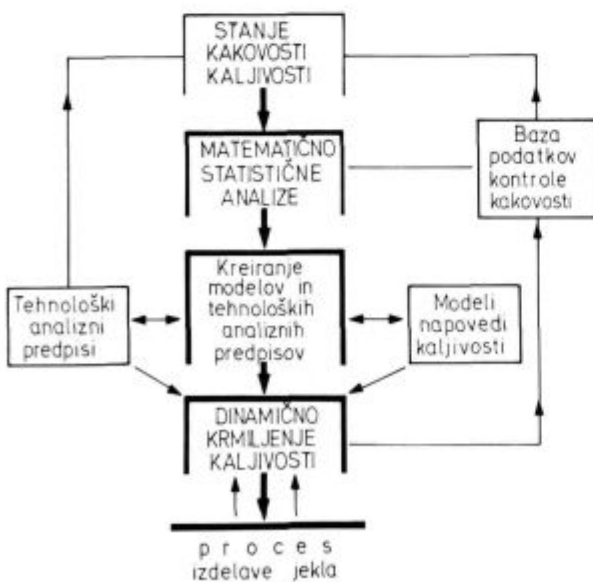 STANJE
KAKOVOSTI
KALJIVOSTI
MATEMATIČNO
STATISTIČNE
ANALIZE
Baza
podatkov
kontrole
kakovosti
Kreiranje
modelov in
tehnoloških
analiznih
predpisov
Tehnološki
analizni
predpisi
Modeli
napovedi
kaljivosti
DINAMIČNO
KRMILJENJE
KALJIVOSTI
proces
izdelave jekla